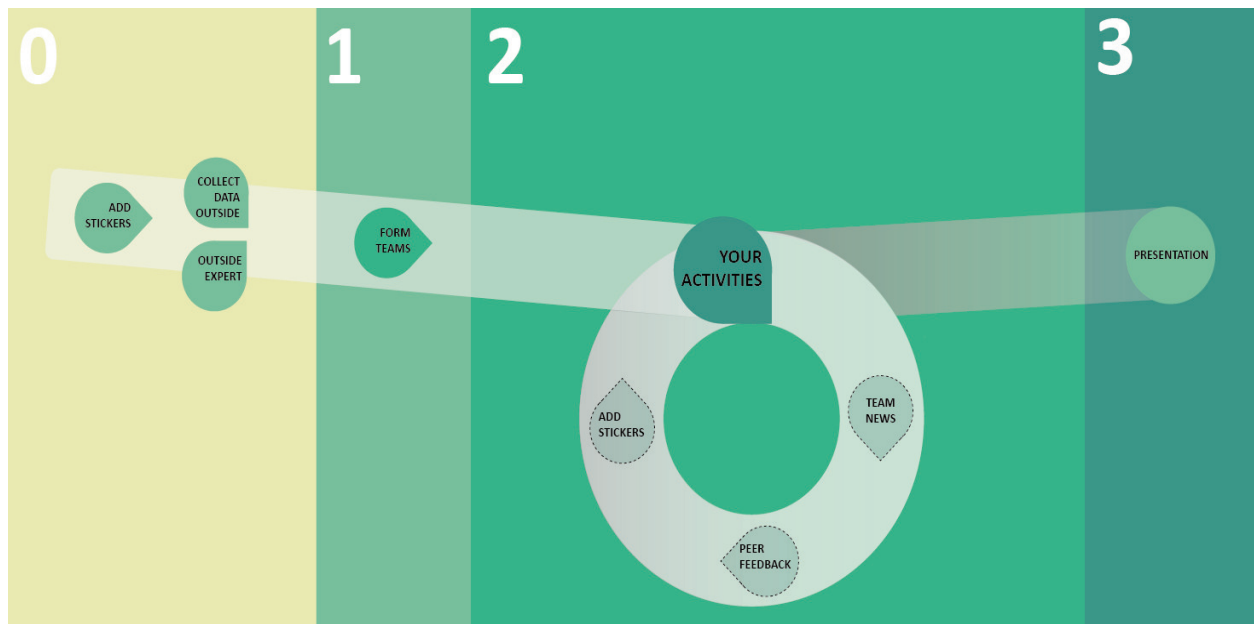 0
1
2
3
ADD
STICKERS
COLLECT
DATA
OUTSIDE
OUTSIDE
EXPERT
FORM
TEAMS
YOUR
ACTIVITIES
PRESENTATION
TEAM
NEWS
PEER
FEEDBACK
ADD
STICKERS